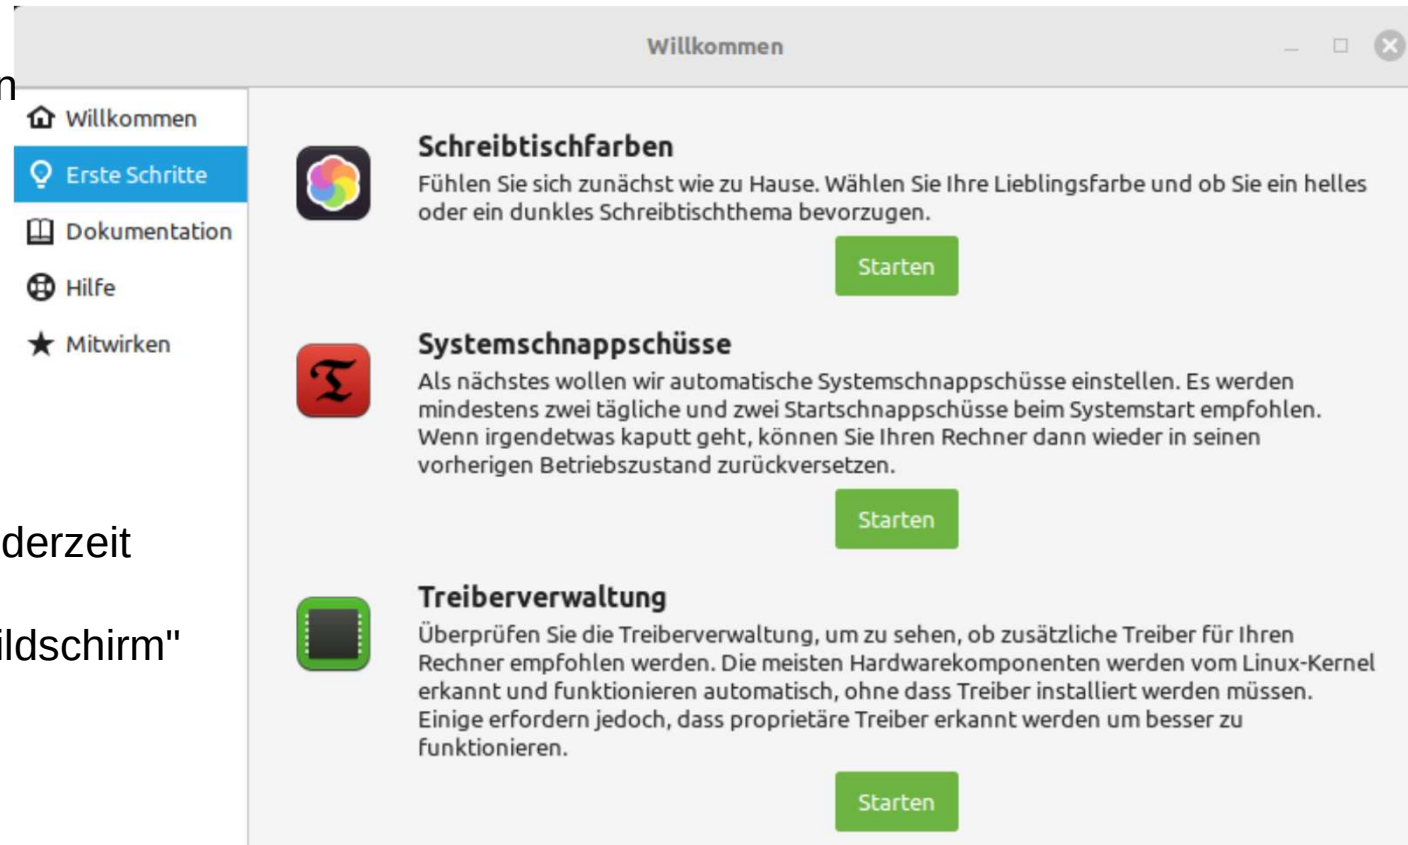 Willkommen
n
Willkommen
Erste Schritte
Dokumentation
Hilfe
Mitwirken
derzeit
ildschirm"
Schreibtischfarben
Fühlen Sie sich zunächst wie zu Hause. Wählen Sie Ihre Lieblingsfarbe und ob Sie ein helles
oder ein dunkles Schreibtischthema bevorzugen.
Starten
Systemschnappschüsse
Als nächstes wollen wir automatische Systemschnappschüsse einstellen. Es werden
mindestens zwei tägliche und zwei Startschnappschüsse beim Systemstart empfohlen.
Wenn irgendetwas kaputt geht, können Sie Ihren Rechner dann wieder in seinen
vorherigen Betriebszustand zurückversetzen.
Starten
Treiberverwaltung
Überprüfen Sie die Treiberverwaltung, um zu sehen, ob zusätzliche Treiber für Ihren
Rechner empfohlen werden. Die meisten Hardwarekomponenten werden vom Linux-Kernel
erkannt und funktionieren automatisch, ohne dass Treiber installiert werden müssen.
Einige erfordern jedoch, dass proprietäre Treiber erkannt werden um besser zu
funktionieren.
Starten